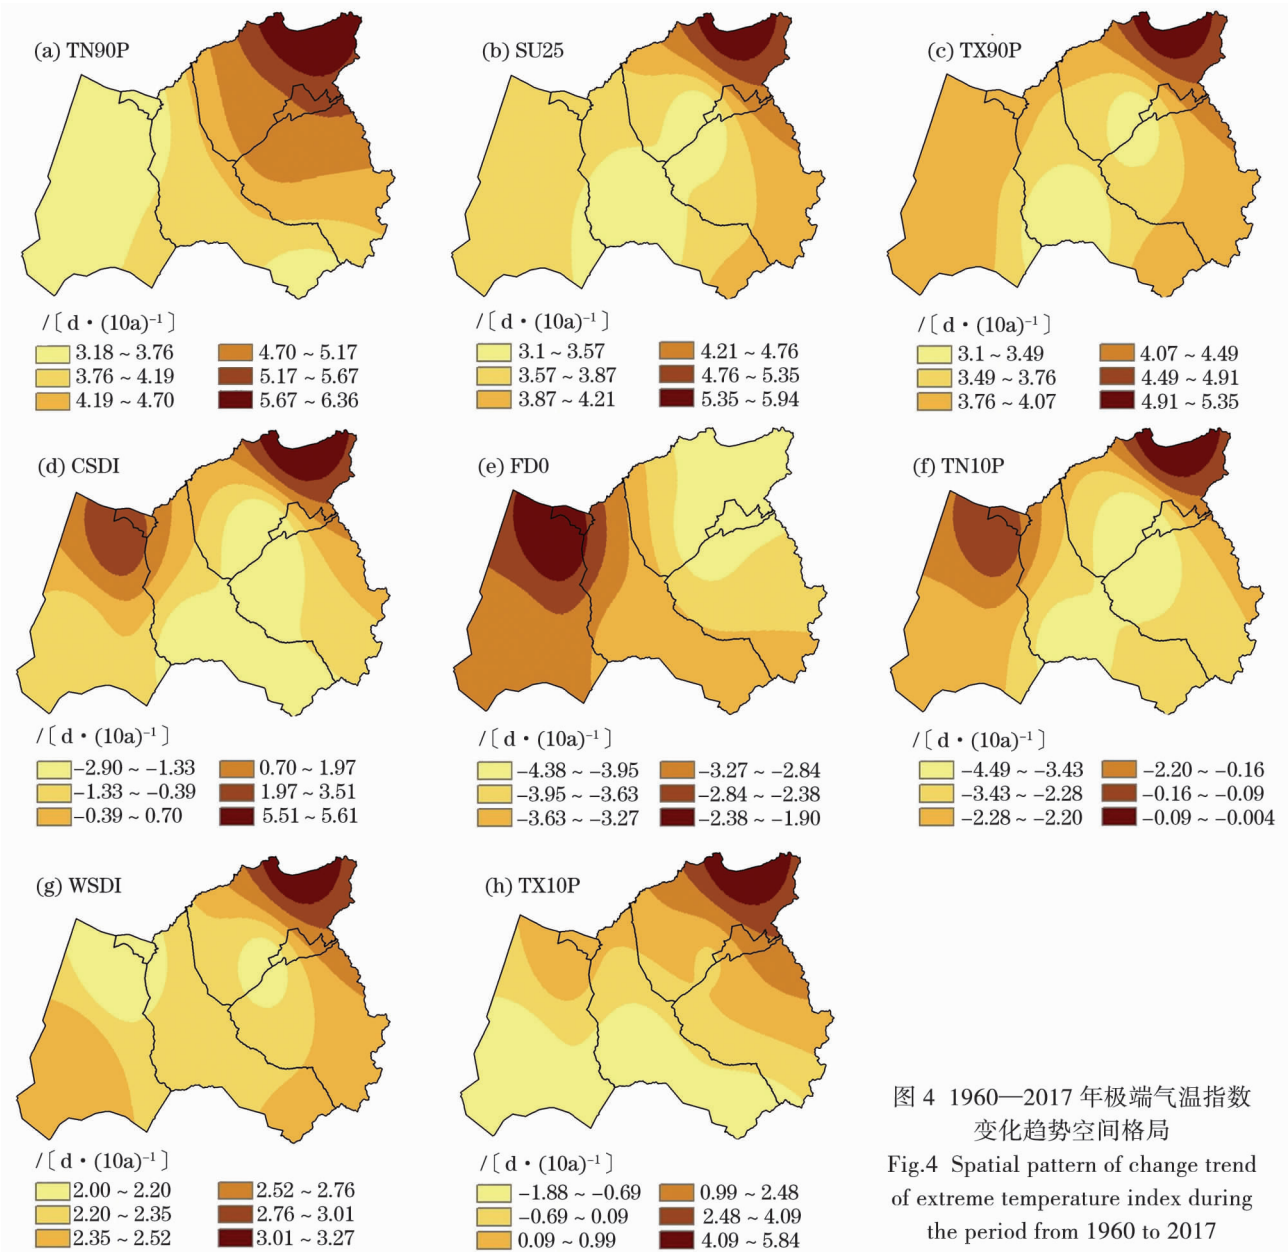 (a) TN90P
/[d·(10a)⁻¹]
3.18 ~ 3.76
3.76 ~ 4.19
4.19 ~ 4.70
4.70 ~ 5.17
5.17 ~ 5.67
5.67 ~ 6.36
(b) SU25
/[d·(10a)⁻¹]
3.1 ~ 3.57
3.57 ~ 3.87
3.87 ~ 4.21
4.21 ~ 4.76
4.76 ~ 5.35
5.35 ~ 5.94
(c) TX90P
/[d·(10a)⁻¹]
3.1 ~ 3.49
3.49 ~ 3.76
3.76 ~ 4.07
4.07 ~ 4.49
4.49 ~ 4.91
4.91 ~ 5.35
(d) CSDI
/[d·(10a)⁻¹]
−2.90 ~ −1.33
−1.33 ~ −0.39
−0.39 ~ 0.70
0.70 ~ 1.97
1.97 ~ 3.51
5.51 ~ 5.61
(e) FD0
/[d·(10a)⁻¹]
−4.38 ~ −3.95
−3.95 ~ −3.63
−3.63 ~ −3.27
−3.27 ~ −2.84
−2.84 ~ −2.38
−2.38 ~ −1.90
(f) TN10P
/[d·(10a)⁻¹]
−4.49 ~ −3.43
−3.43 ~ −2.28
−2.28 ~ −2.20
−2.20 ~ −0.16
−0.16 ~ −0.09
−0.09 ~ −0.004
(g) WSDI
/[d·(10a)⁻¹]
2.00 ~ 2.20
2.20 ~ 2.35
2.35 ~ 2.52
2.52 ~ 2.76
2.76 ~ 3.01
3.01 ~ 3.27
(h) TX10P
/[d·(10a)⁻¹]
−1.88 ~ −0.69
−0.69 ~ 0.09
0.09 ~ 0.99
0.99 ~ 2.48
2.48 ~ 4.09
4.09 ~ 5.84
图 4 1960—2017 年极端气温指数
变化趋势空间格局
Fig.4 Spatial pattern of change trend
of extreme temperature index during
the period from 1960 to 2017